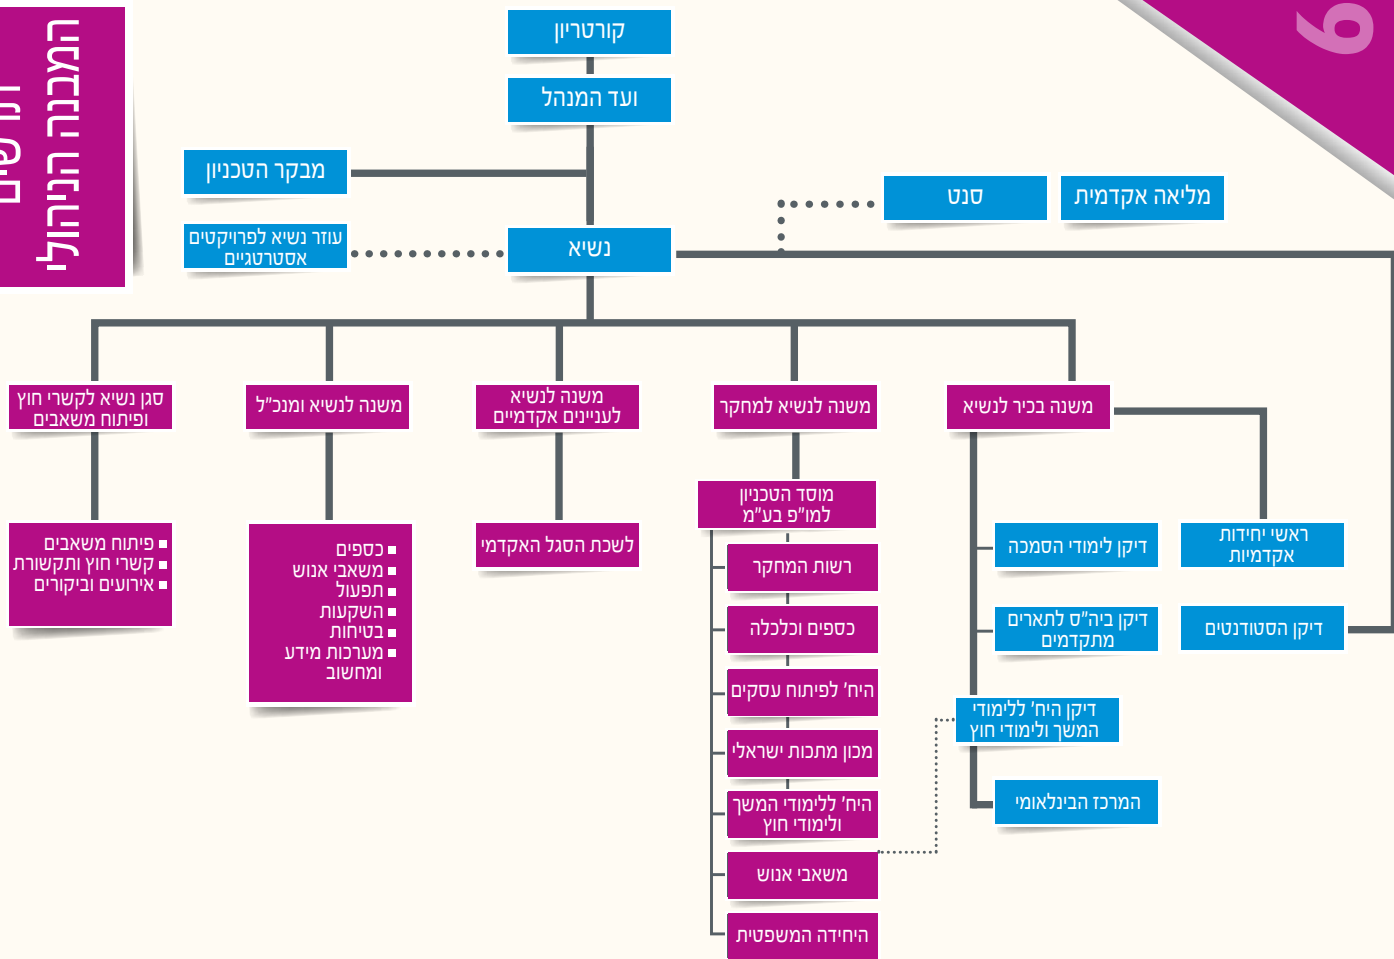 6
תרשים
המבנה הניהולי
קורטריון
ועד המנהל
מבקר הטכניון
מליאה אקדמית
סנט
עוזר נשיא לפרויקטים
אסטרטגיים
נשיא
משנה בכיר לנשיא
משנה לנשיא למחקר
משנה לנשיא
לעניינים אקדמיים
משנה לנשיא ומנכ"ל
סגן נשיא לקשרי חוץ
ופיתוח משאבים
ראשי יחידות
אקדמיות
דיקן הסטודנטים
דיקן לימודי הסמכה
דיקן ביה"ס לתארים
מתקדמים
דיקן היח' ללימודי
המשך ולימודי חוץ
המרכז הבינלאומי
מוסד הטכניון
למו"פ בע"מ
רשות המחקר
כספים וכלכלה
היח' לפיתוח עסקים
מכון מתכות ישראלי
היח' ללימודי המשך
ולימודי חוץ
משאבי אנוש
היחידה המשפטית
לשכת הסגל האקדמי
כספים
משאבי אנוש
תפעול
השקעות
בטיחות
מערכות מידע
ומחשוב
פיתוח משאבים
קשרי חוץ ותקשורת
אירועים וביקורים